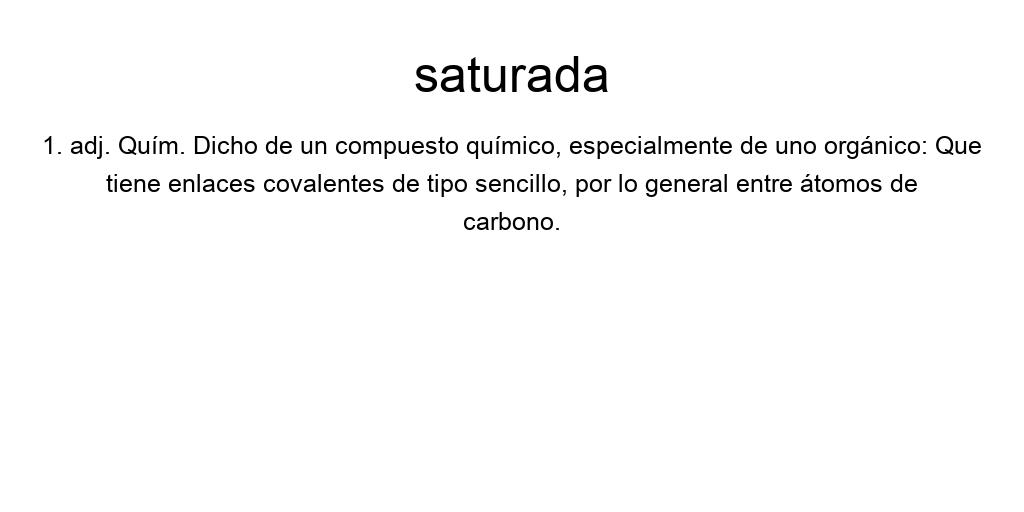 saturada
1. adj. Quím. Dicho de un compuesto químico, especialmente de uno orgánico: Que
tiene enlaces covalentes de tipo sencillo, por lo general entre átomos de
carbono.